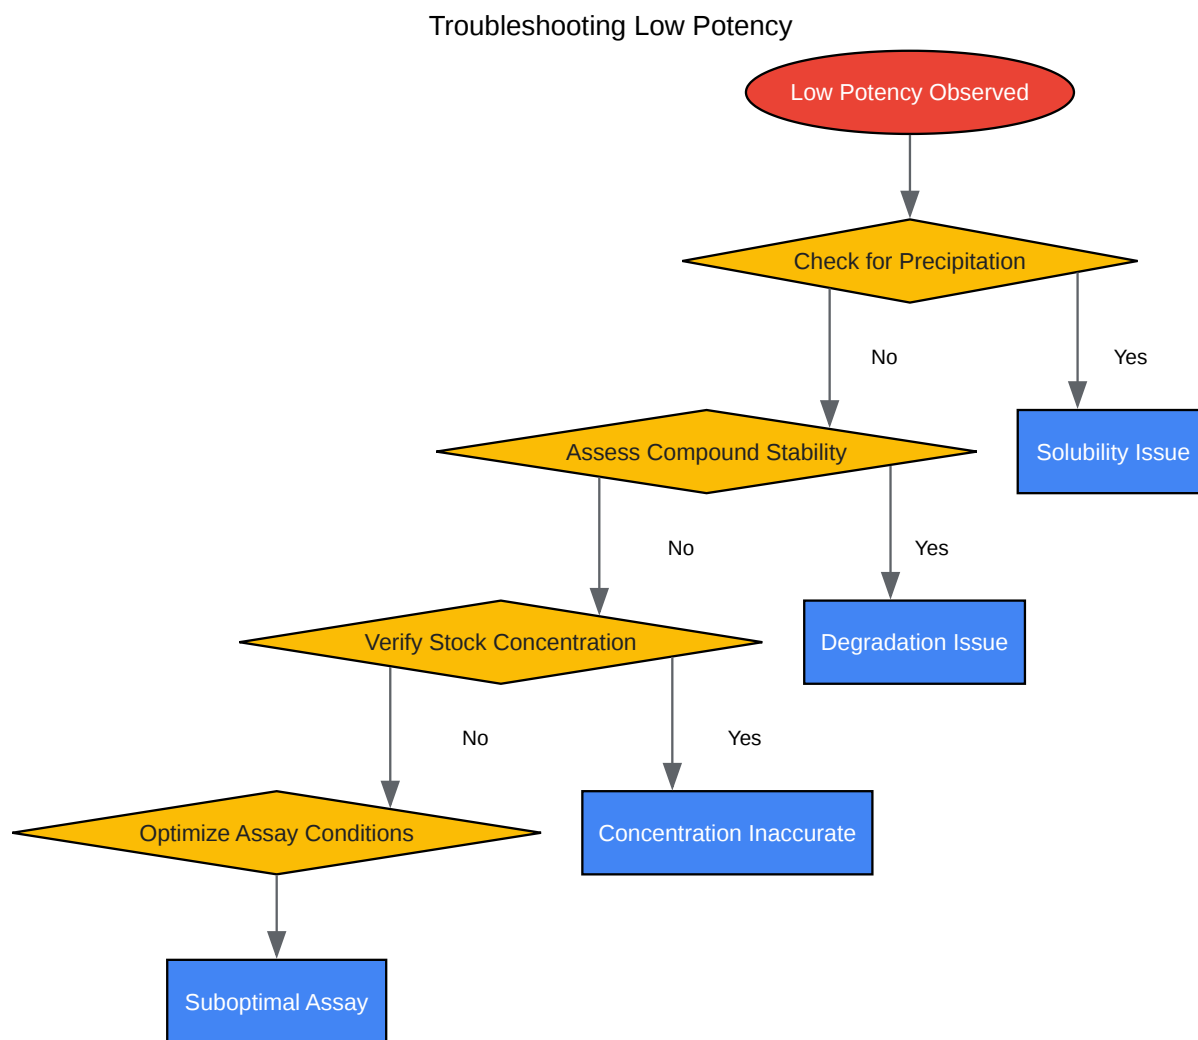 Troubleshooting Low Potency
Low Potency Observed
Check for Precipitation
No
Yes
Assess Compound Stability
Solubility Issue
No
Yes
Verify Stock Concentration
Degradation Issue
No
Yes
Optimize Assay Conditions
Concentration Inaccurate
Suboptimal Assay